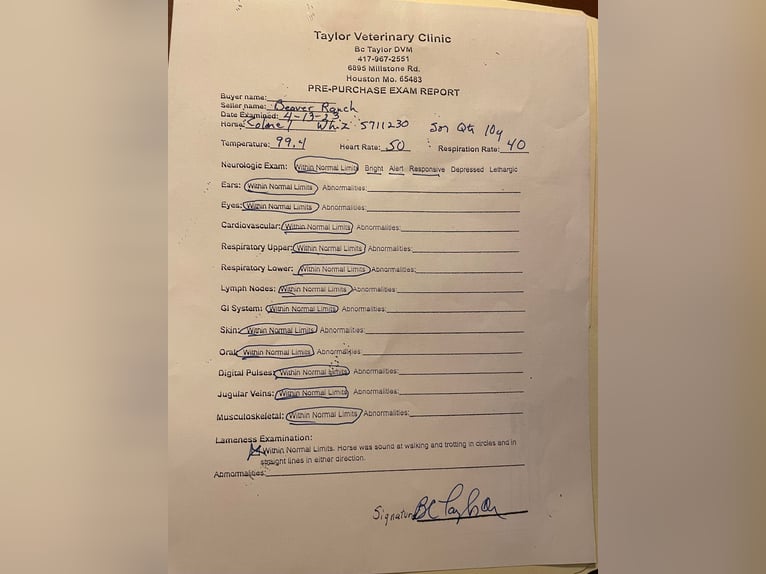 Taylor Veterinary Clinic
Bc Taylor DVM
417-967-2551
6895 Millstone Rd.
Houston Mo. 65483
PRE-PURCHASE EXAM REPORT
Buyer name:
Seller name: Beaver Ranch
Date Examined: 4-13-23
Horse: Colonel Whiz 5711230 Sor Qtr 10y
Temperature: 99.4 Heart Rate: 50 Respiration Rate: 40
Neurologic Exam: Within Normal Limits Bright Alert Responsive Depressed Lethargic
Ears: Within Normal Limits Abnormalities:
Eyes: Within Normal Limits Abnormalities:
Cardiovascular: Within Normal Limits Abnormalities:
Respiratory Upper: Within Normal Limits Abnormalities:
Respiratory Lower: Within Normal Limits Abnormalities:
Lymph Nodes: Within Normal Limits Abnormalities:
GI System: Within Normal Limits Abnormalities:
Skin: Within Normal Limits Abnormalities:
Oral: Within Normal Limits Abnormalities:
Digital Pulses: Within Normal Limits Abnormalities:
Jugular Veins: Within Normal Limits Abnormalities:
Musculoskeletal: Within Normal Limits Abnormalities:
Lameness Examination:
Within Normal Limits. Horse was sound at walking and trotting in circles and in
straight lines in either direction.
Abnormalities:
Signature BC Taylor